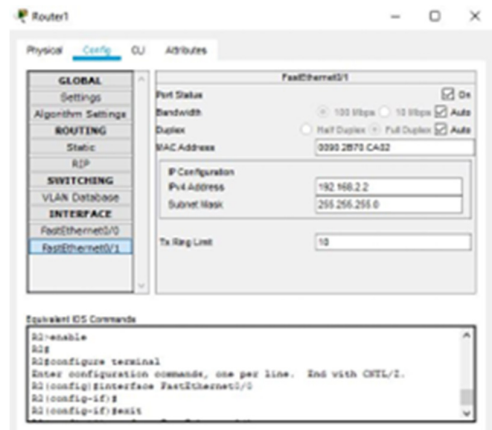 Router1
Physical Config CLI Attributes
GLOBAL
Settings
Algorithm Settings
ROUTING
Static
RIP
SWITCHING
VLAN Database
INTERFACE
FastEthernet0/0
FastEthernet0/1
FastEthernet0/1
Port Status On
Bandwidth 100 Mbps 10 Mbps Auto
Duplex Half Duplex Full Duplex Auto
MAC Address 0090.2B70.CA02
IP Configuration
IPv4 Address 192.168.2.2
Subnet Mask 255.255.255.0
Tx Ring Limit 10
Equivalent IOS Commands
R2>enable
R2#
R2#configure terminal
Enter configuration commands, one per line. End with CNTL/Z.
R2(config)#interface FastEthernet0/0
R2(config-if)#
R2(config-if)#exit